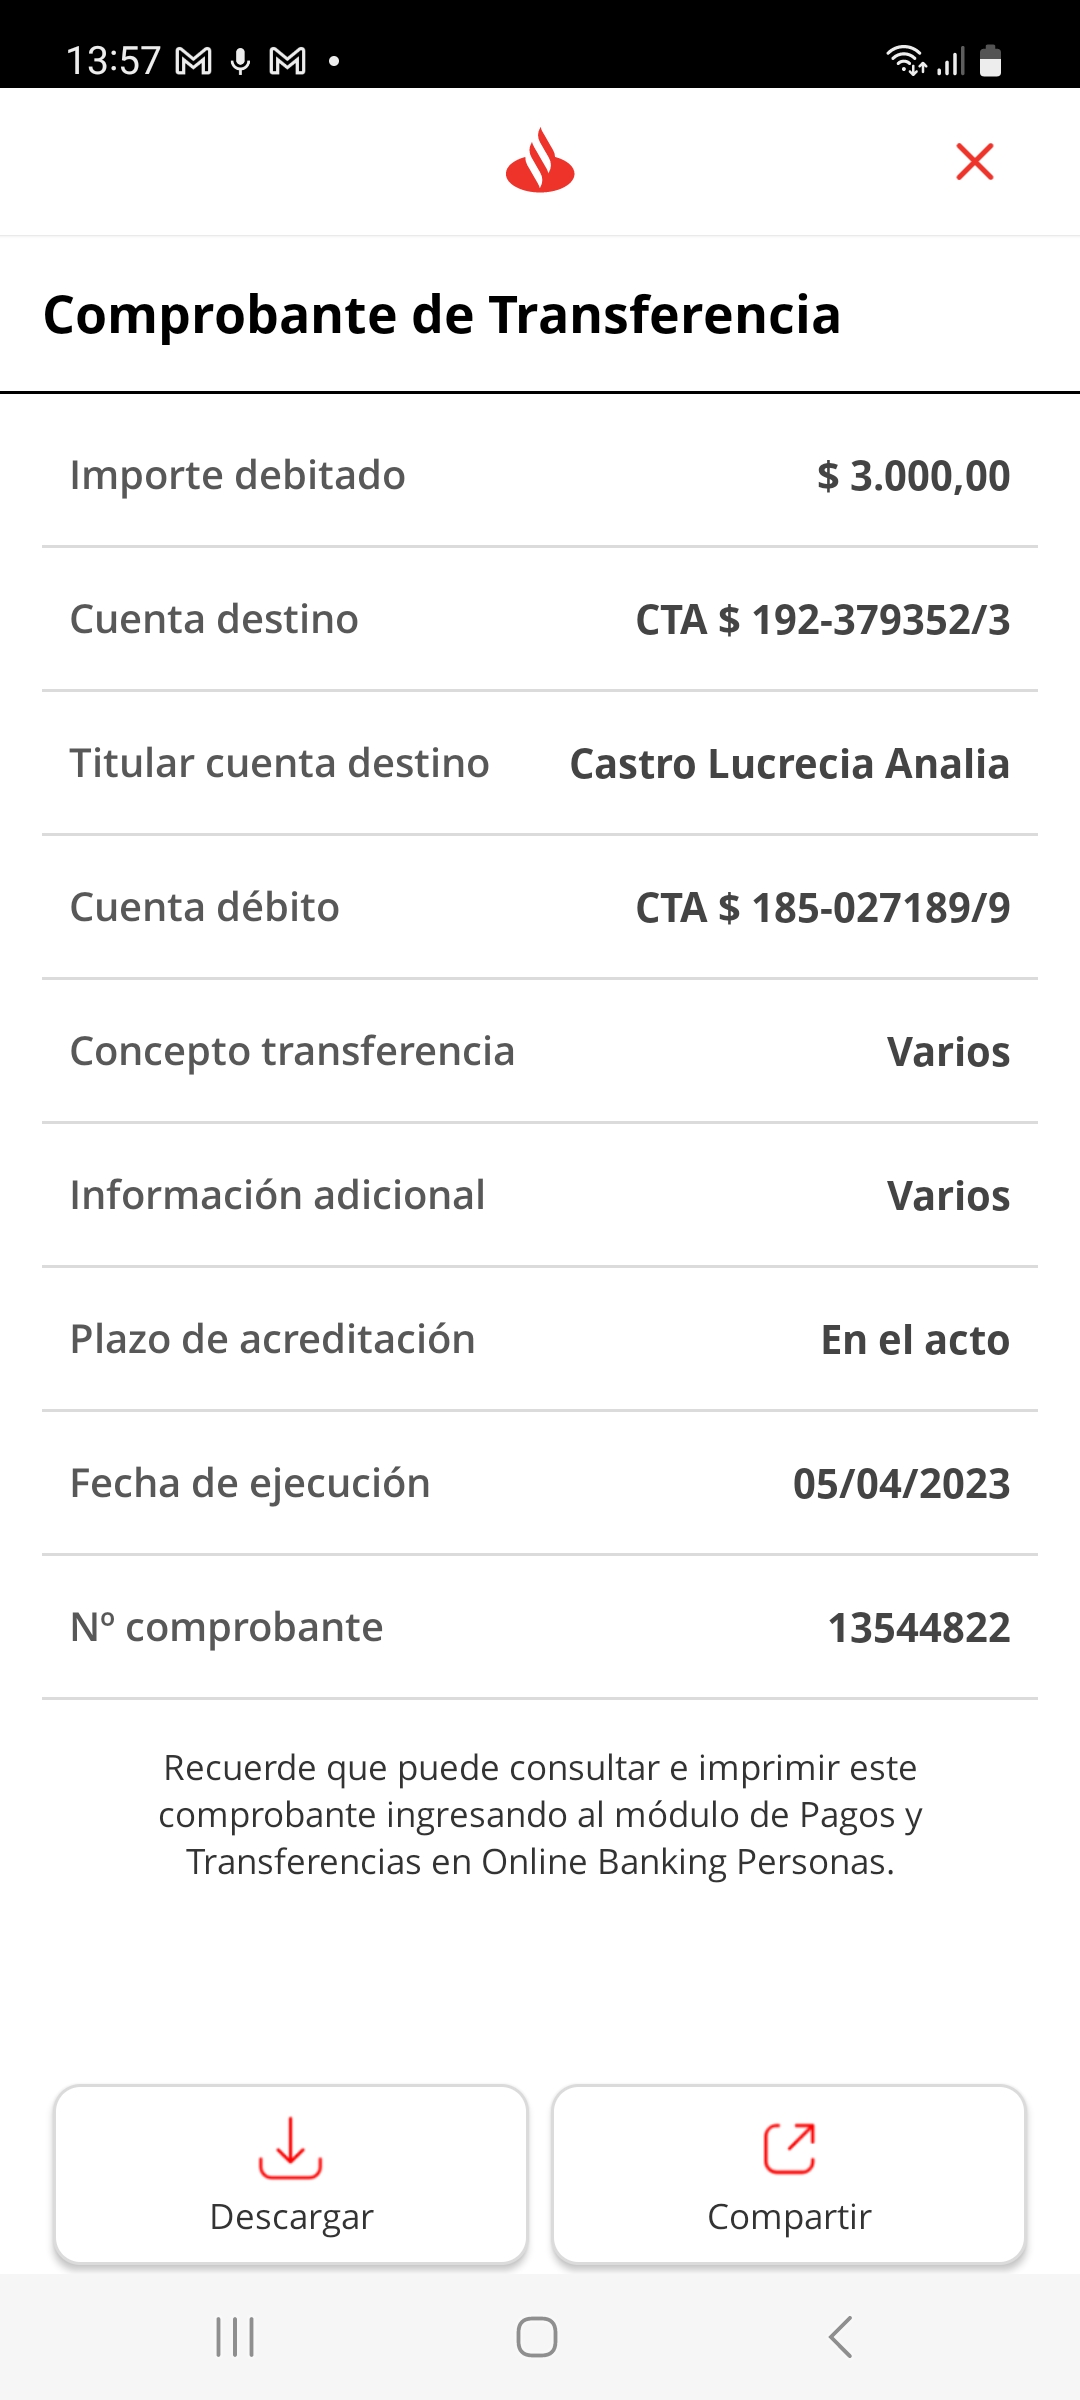 13:57
Comprobante de Transferencia
Importe debitado $ 3.000,00
Cuenta destino CTA $ 192-379352/3
Titular cuenta destino Castro Lucrecia Analia
Cuenta débito CTA $ 185-027189/9
Concepto transferencia Varios
Información adicional Varios
Plazo de acreditación En el acto
Fecha de ejecución 05/04/2023
Nº comprobante 13544822
Recuerde que puede consultar e imprimir este
comprobante ingresando al módulo de Pagos y
Transferencias en Online Banking Personas.
Descargar Compartir